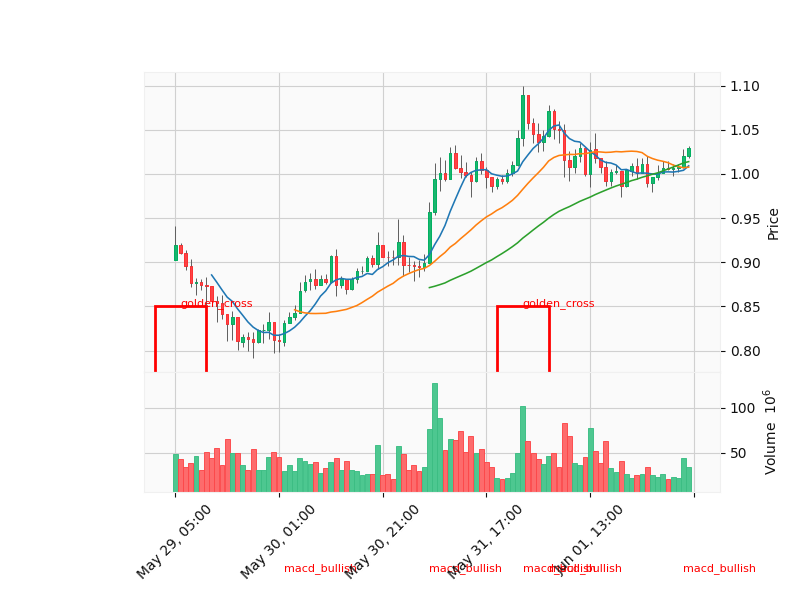 1.10
1.05
1.00
0.95
0.90
0.85
0.80
Price
golden_cross
golden_cross
100
50
Volume 10^6
May 29, 05:00
May 30, 01:00
May 30, 21:00
May 31, 17:00
Jun 01, 13:00
macd_bullish
macd_bullish
macd_bullish
macd_bullish
macd_bullish